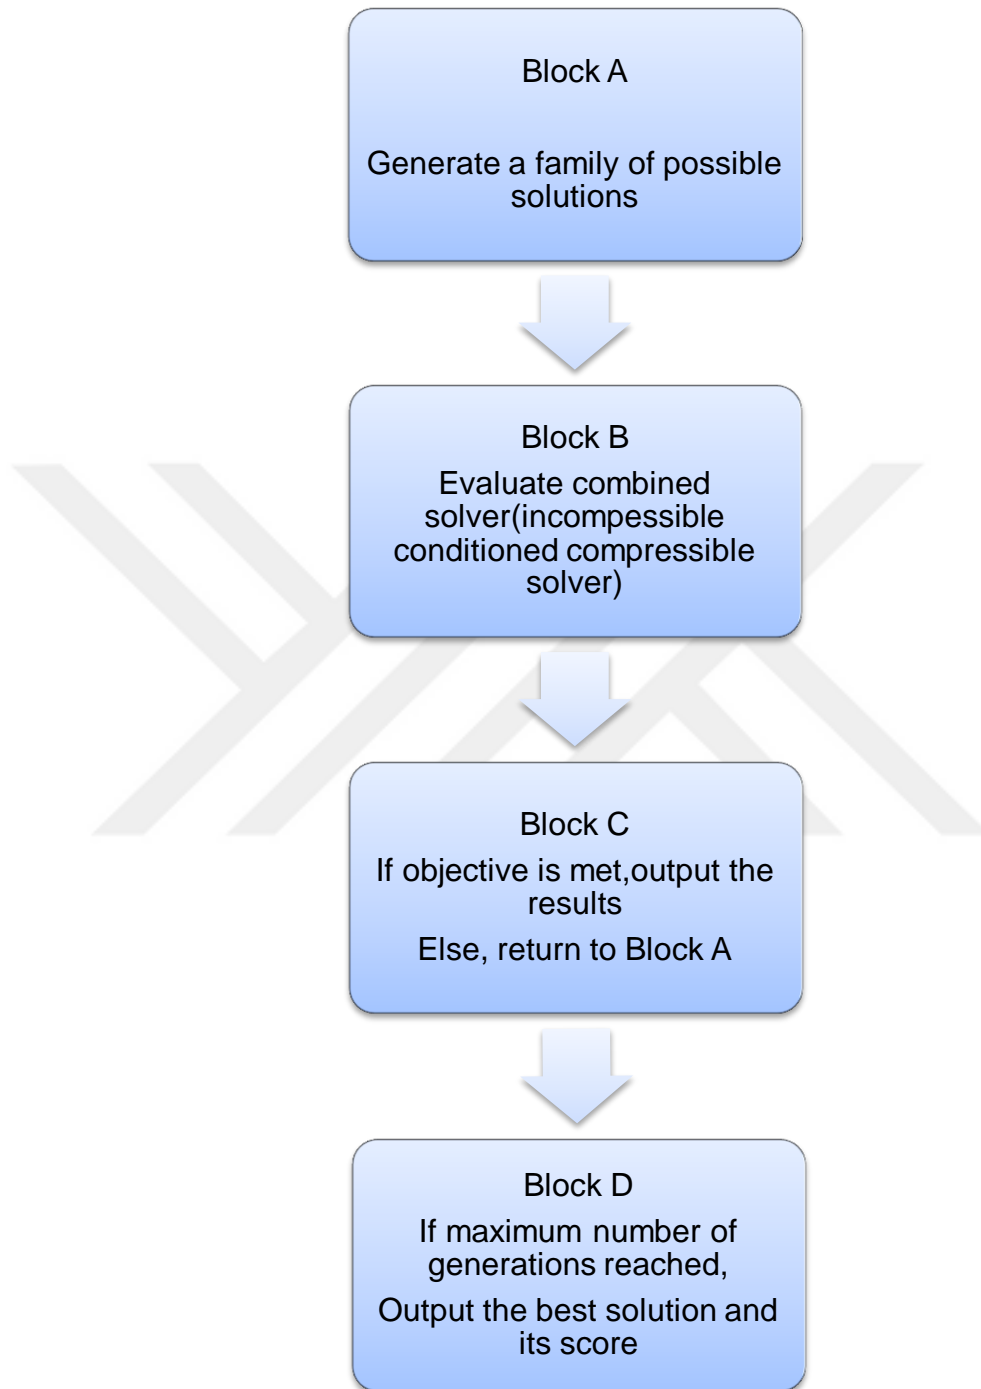 Block A
Generate a family of possible
solutions
Block B
Evaluate combined
solver(incompessible
conditioned compressible
solver)
Block C
If objective is met,output the
results
Else, return to Block A
Block D
If maximum number of
generations reached,
Output the best solution and
its score